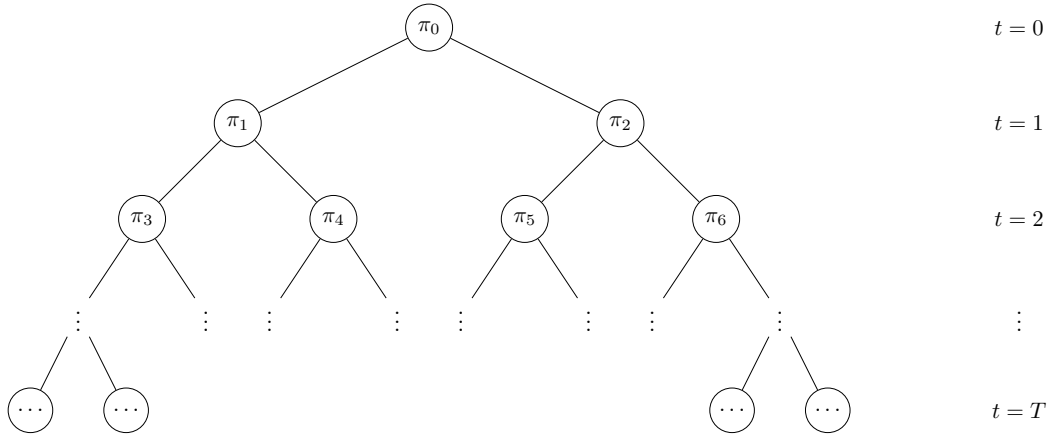 π₀ t = 0
π₁ π₂ t = 1
π₃ π₄ π₅ π₆ t = 2
⋮ ⋮ ⋮ ⋮ ⋮ ⋮ ⋮ ⋮ ⋮
⋯ ⋯ ⋯ ⋯ t = T